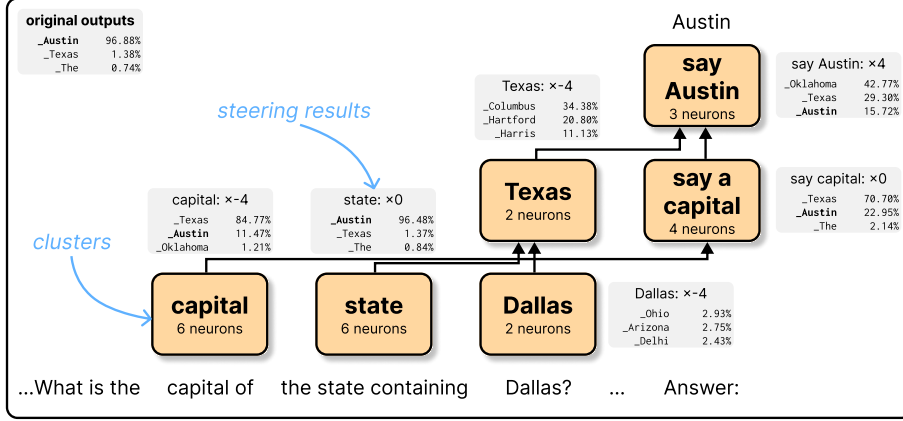 original outputs
_Austin 96.88%
_Texas 1.38%
_The 0.74%
Austin
say
Austin
3 neurons
say Austin: ×4
_Oklahoma 42.77%
_Texas 29.30%
_Austin 15.72%
Texas: ×-4
_Columbus 34.38%
_Hartford 20.80%
_Harris 11.13%
steering results
Texas
2 neurons
say a
capital
4 neurons
say capital: ×0
_Texas 70.70%
_Austin 22.95%
_The 2.14%
capital: ×-4
_Texas 84.77%
_Austin 11.47%
_Oklahoma 1.21%
state: ×0
_Austin 96.48%
_Texas 1.37%
_The 0.84%
clusters
capital
6 neurons
state
6 neurons
Dallas
2 neurons
Dallas: ×-4
_Ohio 2.93%
_Arizona 2.75%
_Delhi 2.43%
...What is the capital of the state containing Dallas? ... Answer: